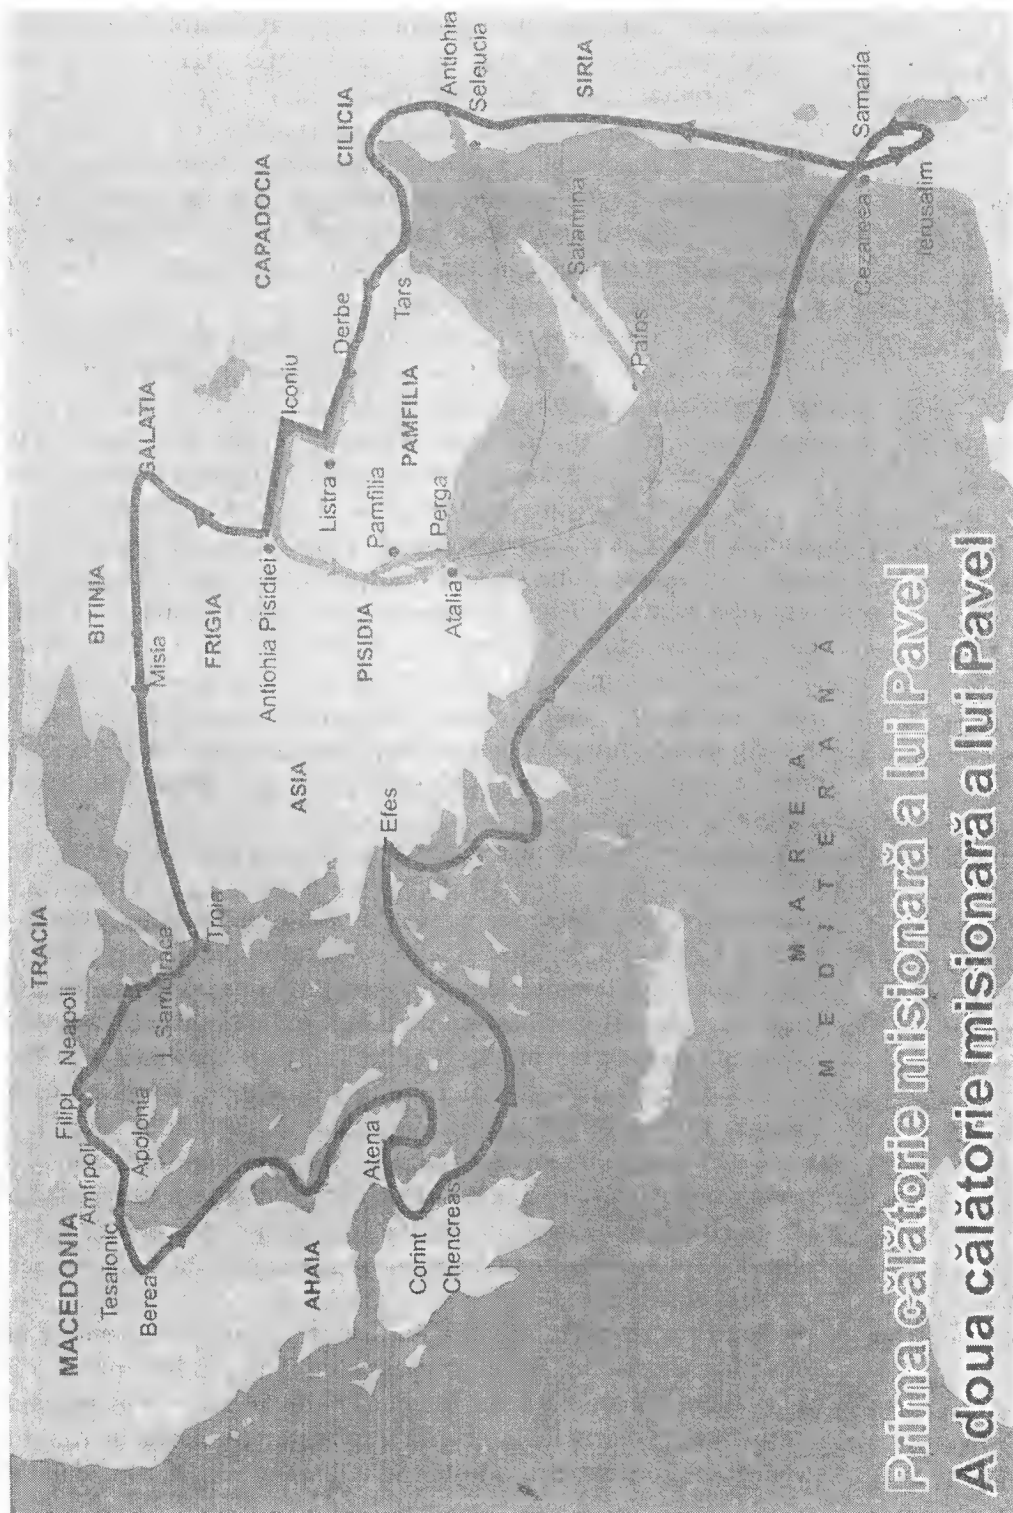 MACEDONIA
TRACIA
Filipi
Neapoli
Amfipoli
Tesalonic
Apolonia
Berea
I. Samotrace
Troia
BITINIA
Misia
GALATIA
FRIGIA
CAPADOCIA
Antiohia Pisidiei
Iconiu
CILICIA
ASIA
PISIDIA
Listra
Derbe
Pamfilia
PAMFILIA
Tars
Antiohia
Seleucia
AHAIA
Atena
Efes
Perga
Atalia
Corint
Chencreas
SIRIA
Salamina
Pafos
Samaria
Cezareea
Ierusalim
MAREA
MEDITERANĂ
Prima călătorie misionară a lui Pavel
A doua călătorie misionară a lui Pavel